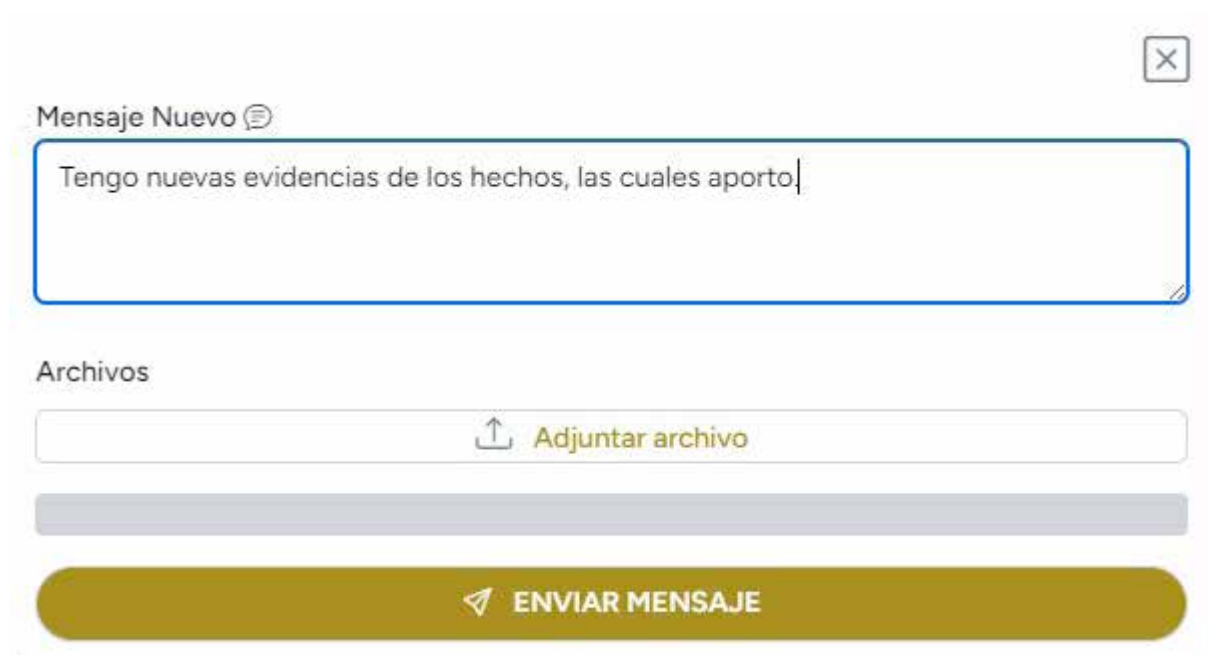 Mensaje Nuevo
Tengo nuevas evidencias de los hechos, las cuales aporto.
Archivos
Adjuntar archivo
ENVIAR MENSAJE